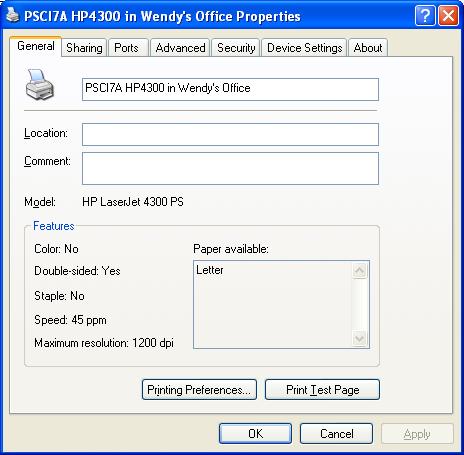 PSCI7A HP4300 in Wendy's Office Properties
General Sharing Ports Advanced Security Device Settings About
PSCI7A HP4300 in Wendy's Office
Location:
Comment:
Model: HP LaserJet 4300 PS
Features
Color: No
Paper available:
Double-sided: Yes
Letter
Staple: No
Speed: 45 ppm
Maximum resolution: 1200 dpi
Printing Preferences... Print Test Page
OK Cancel Apply